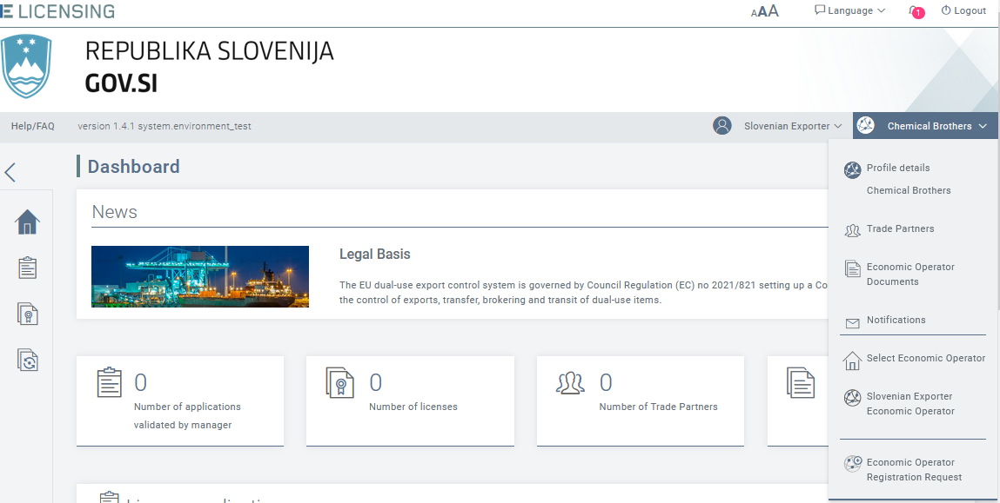 E LICENSING
AAA
Language
1
Logout
REPUBLIKA SLOVENIJA
GOV.SI
Help/FAQ
version 1.4.1 system.environment_test
Slovenian Exporter
Chemical Brothers
Dashboard
News
Legal Basis
The EU dual-use export control system is governed by Council Regulation (EC) no 2021/821 setting up a Co
the control of exports, transfer, brokering and transit of dual-use items.
0
Number of applications
validated by manager
0
Number of licenses
0
Number of Trade Partners
Profile details
Chemical Brothers
Trade Partners
Economic Operator
Documents
Notifications
Select Economic Operator
Slovenian Exporter
Economic Operator
Economic Operator
Registration Request